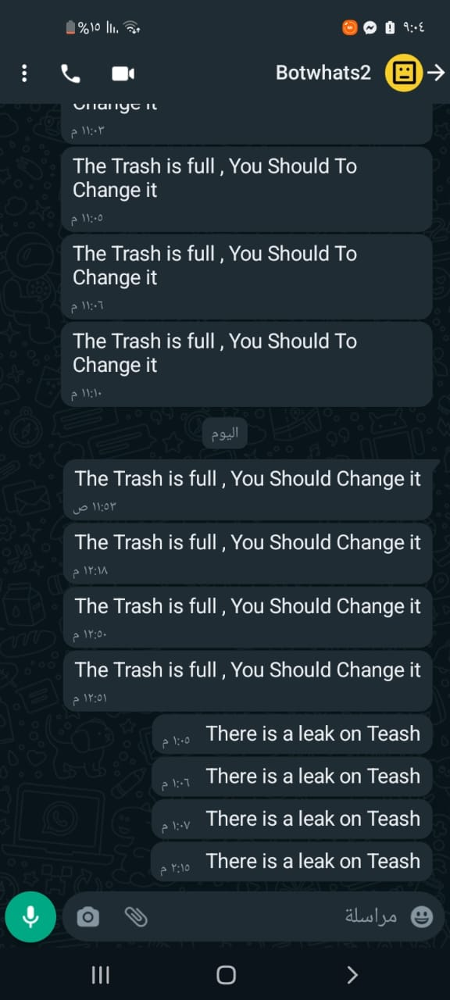 %١٥
٩:٠٤
Botwhats2
Change it
١١:٠٣ م
The Trash is full , You Should To
Change it
١١:٠٥ م
The Trash is full , You Should To
Change it
١١:٠٦ م
The Trash is full , You Should To
Change it
١١:١٠ م
اليوم
The Trash is full , You Should Change it
١١:٥٣ ص
The Trash is full , You Should Change it
١٢:١٨ م
The Trash is full , You Should Change it
١٢:٥٠ م
The Trash is full , You Should Change it
١٢:٥١ م
There is a leak on Teash
١:٠٥ م
There is a leak on Teash
١:٠٦ م
There is a leak on Teash
١:٠٧ م
There is a leak on Teash
٢:١٥ م
مراسلة